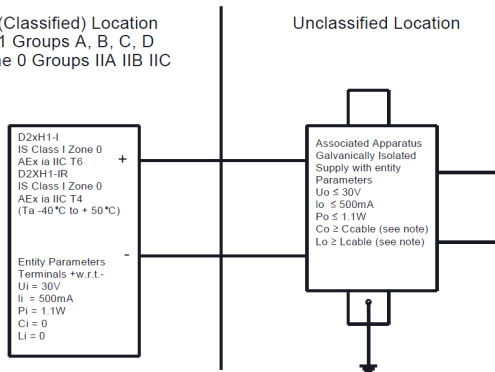 (Classified) Location
1 Groups A, B, C, D
e 0 Groups IIA IIB IIC
Unclassified Location
D2xH1-I
IS Class I Zone 0
AEx ia IIC T6
D2XH1-IR
IS Class I Zone 0
AEx ia IIC T4
(Ta -40°C to + 50°C)
+
-
Entity Parameters
Terminals +w.r.t.-
Ui = 30V
Ii = 500mA
Pi = 1.1W
Ci = 0
Li = 0
Associated Apparatus
Galvanically Isolated
Supply with entity
Parameters
Uo ≤ 30V
Io ≤ 500mA
Po ≤ 1.1W
Co ≥ Ccable (see note)
Lo ≥ Lcable (see note)